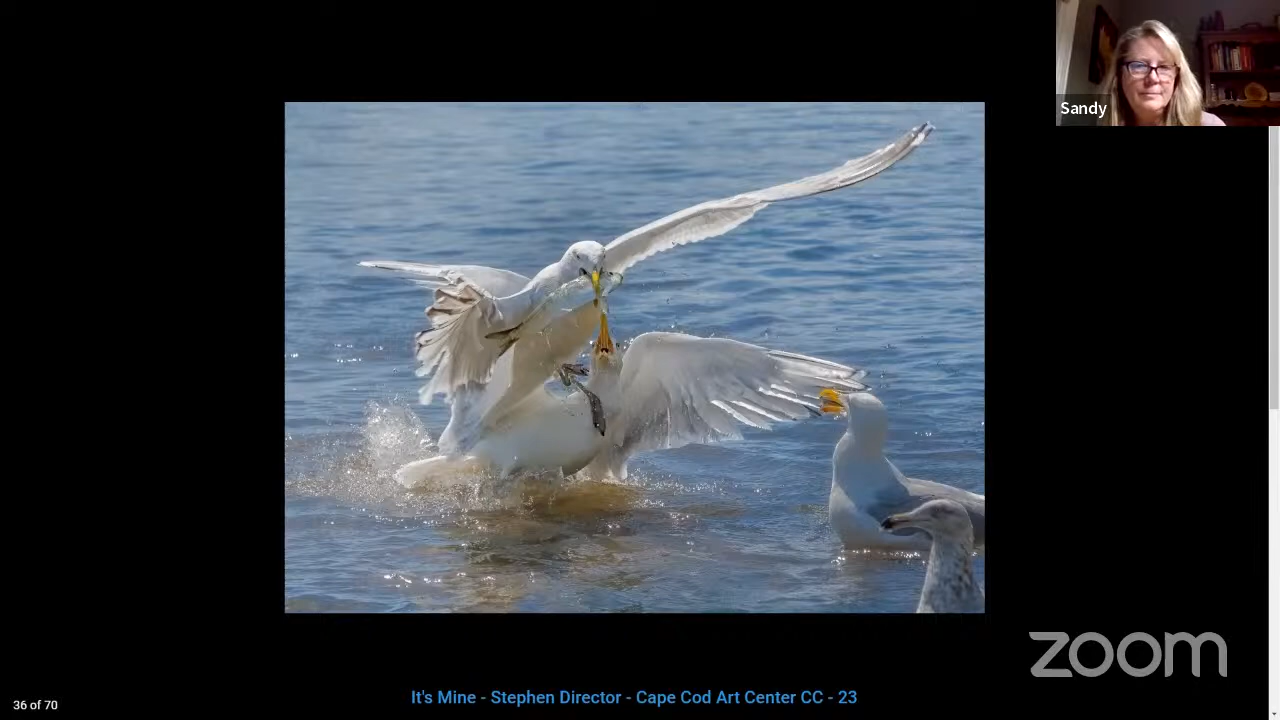 Sandy
zoom
It's Mine - Stephen Director - Cape Cod Art Center CC - 23
36 of 70